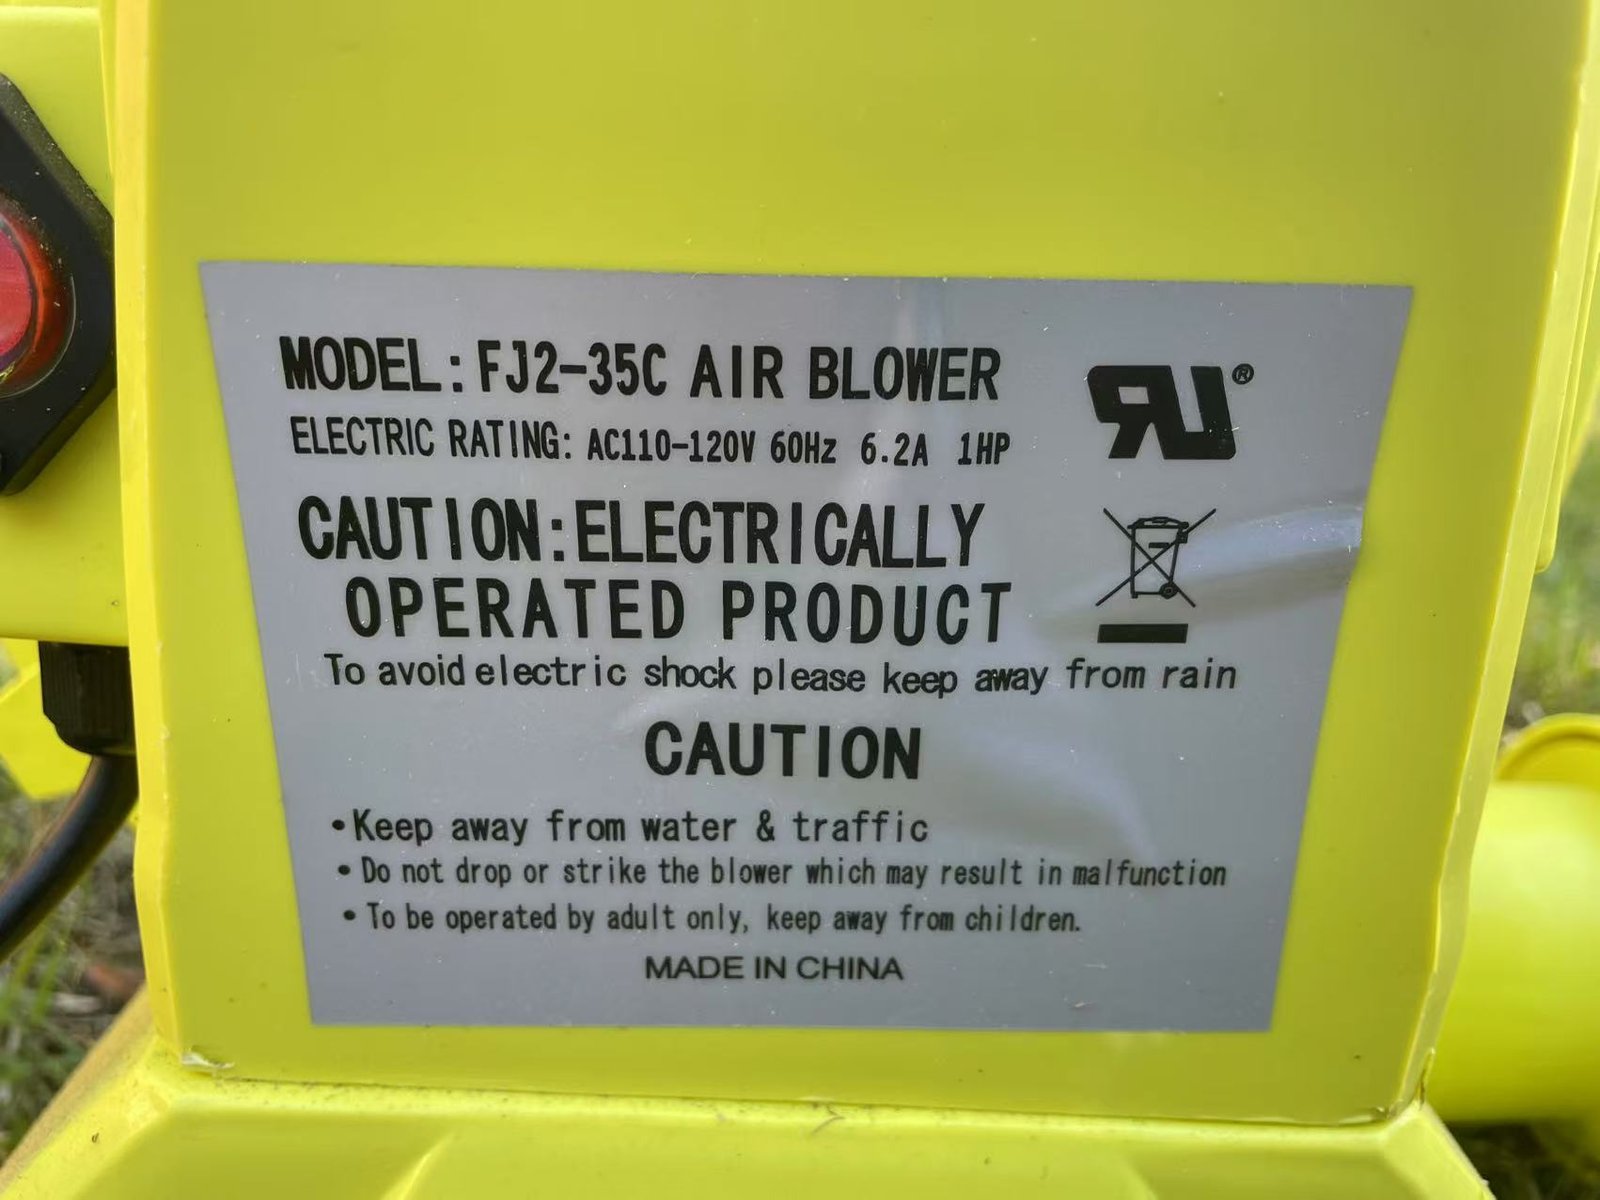 MODEL: FJ2-35C AIR BLOWER
ELECTRIC RATING: AC110-120V 60Hz 6.2A 1HP
RU®
CAUTION:ELECTRICALLY
OPERATED PRODUCT
To avoid electric shock please keep away from rain
CAUTION
•Keep away from water & traffic
• Do not drop or strike the blower which may result in malfunction
• To be operated by adult only, keep away from children.
MADE IN CHINA